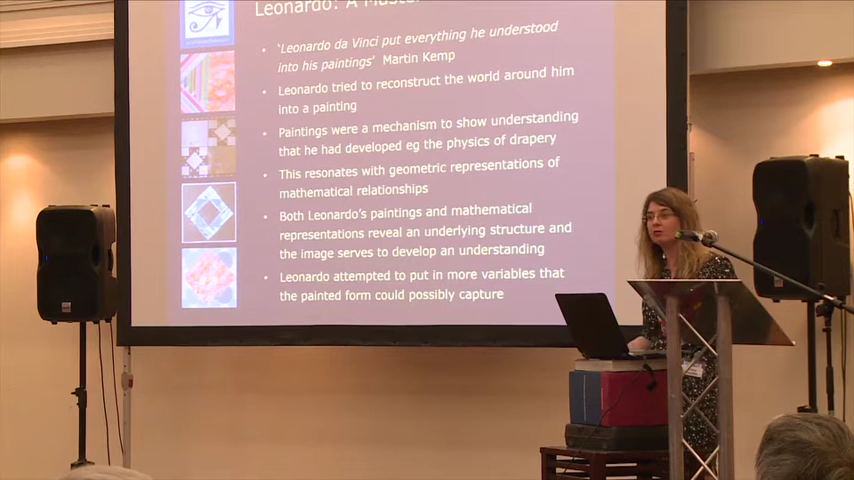 Leonardo: A Master
• 'Leonardo da Vinci put everything he understood
into his paintings' Martin Kemp
• Leonardo tried to reconstruct the world around him
into a painting
• Paintings were a mechanism to show understanding
that he had developed eg the physics of drapery
• This resonates with geometric representations of
mathematical relationships
• Both Leonardo's paintings and mathematical
representations reveal an underlying structure and
the image serves to develop an understanding
• Leonardo attempted to put in more variables that
the painted form could possibly capture